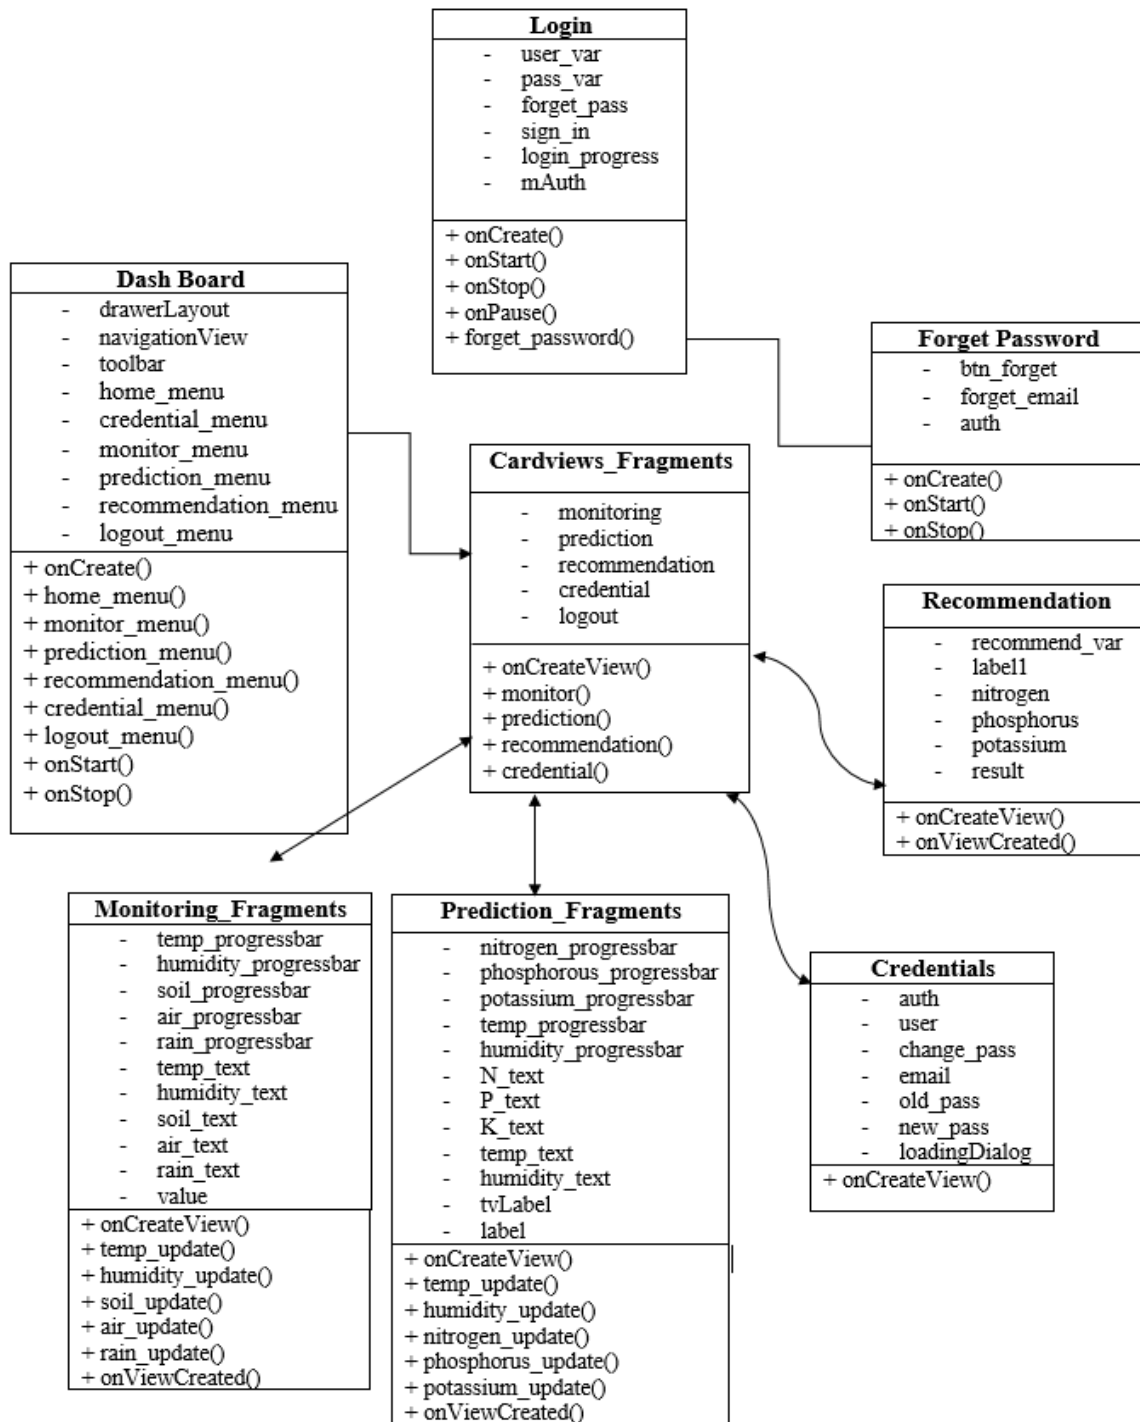 Login
- user_var
- pass_var
- forget_pass
- sign_in
- login_progress
- mAuth
+ onCreate()
+ onStart()
+ onStop()
+ onPause()
+ forget_password()
Dash Board
- drawerLayout
- navigationView
- toolbar
- home_menu
- credential_menu
- monitor_menu
- prediction_menu
- recommendation_menu
- logout_menu
+ onCreate()
+ home_menu()
+ monitor_menu()
+ prediction_menu()
+ recommendation_menu()
+ credential_menu()
+ logout_menu()
+ onStart()
+ onStop()
Forget Password
- btn_forget
- forget_email
- auth
+ onCreate()
+ onStart()
+ onStop()
Cardviews_Fragments
- monitoring
- prediction
- recommendation
- credential
- logout
+ onCreateView()
+ monitor()
+ prediction()
+ recommendation()
+ credential()
Recommendation
- recommend_var
- label1
- nitrogen
- phosphorus
- potassium
- result
+ onCreateView()
+ onViewCreated()
Monitoring_Fragments
- temp_progressbar
- humidity_progressbar
- soil_progressbar
- air_progressbar
- rain_progressbar
- temp_text
- humidity_text
- soil_text
- air_text
- rain_text
- value
+ onCreateView()
+ temp_update()
+ humidity_update()
+ soil_update()
+ air_update()
+ rain_update()
+ onViewCreated()
Prediction_Fragments
- nitrogen_progressbar
- phosphorous_progressbar
- potassium_progressbar
- temp_progressbar
- humidity_progressbar
- N_text
- P_text
- K_text
- temp_text
- humidity_text
- tvLabel
- label
+ onCreateView()
+ temp_update()
+ humidity_update()
+ nitrogen_update()
+ phosphorus_update()
+ potassium_update()
+ onViewCreated()
Credentials
- auth
- user
- change_pass
- email
- old_pass
- new_pass
- loadingDialog
+ onCreateView()